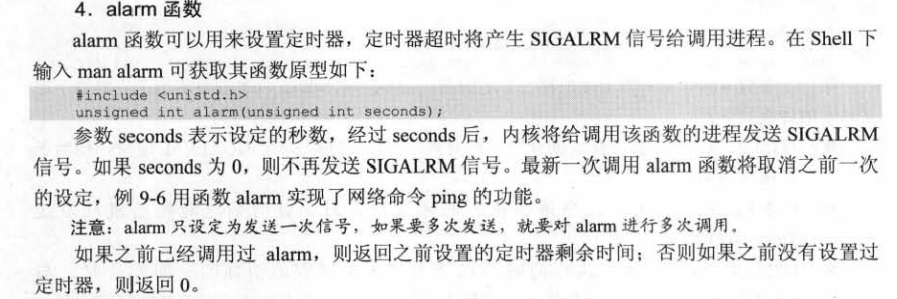 4．alarm 函数
alarm 函数可以用来设置定时器，定时器超时将产生 SIGALRM 信号给调用进程。在 Shell 下
输入 man alarm 可获取其函数原型如下：
#include <unistd.h>
unsigned int alarm(unsigned int seconds);
参数 seconds 表示设定的秒数，经过 seconds 后，内核将给调用该函数的进程发送 SIGALRM
信号。如果 seconds 为 0，则不再发送 SIGALRM 信号。最新一次调用 alarm 函数将取消之前一次
的设定，例 9-6 用函数 alarm 实现了网络命令 ping 的功能。
注意：alarm 只设定为发送一次信号，如果要多次发送，就要对 alarm 进行多次调用。
如果之前已经调用过 alarm，则返回之前设置的定时器剩余时间；否则如果之前没有设置过
定时器，则返回 0。